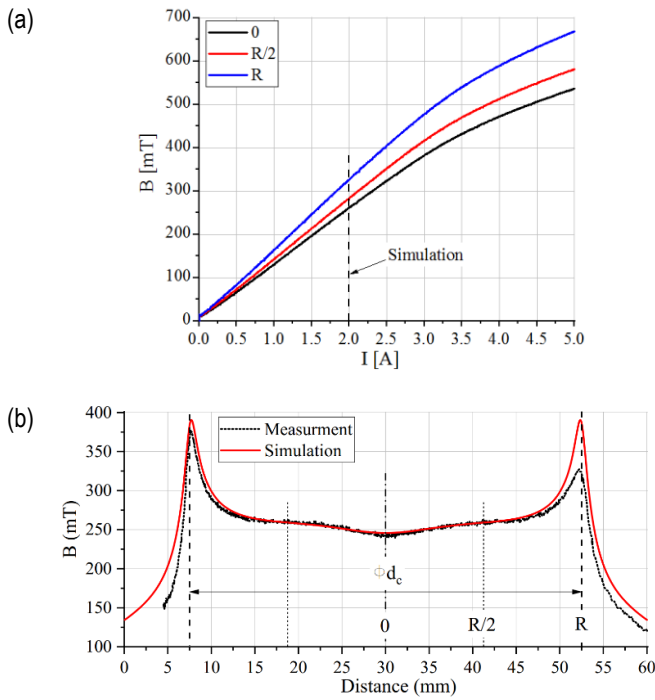 (a)
700
600
500
400
300
200
100
0
B [mT]
0
R/2
R
Simulation
0.0 0.5 1.0 1.5 2.0 2.5 3.0 3.5 4.0 4.5 5.0
I [A]
(b)
400
350
300
250
200
150
100
B (mT)
Measurment
Simulation
Φd_c
0 R/2 R
0 5 10 15 20 25 30 35 40 45 50 55 60
Distance (mm)